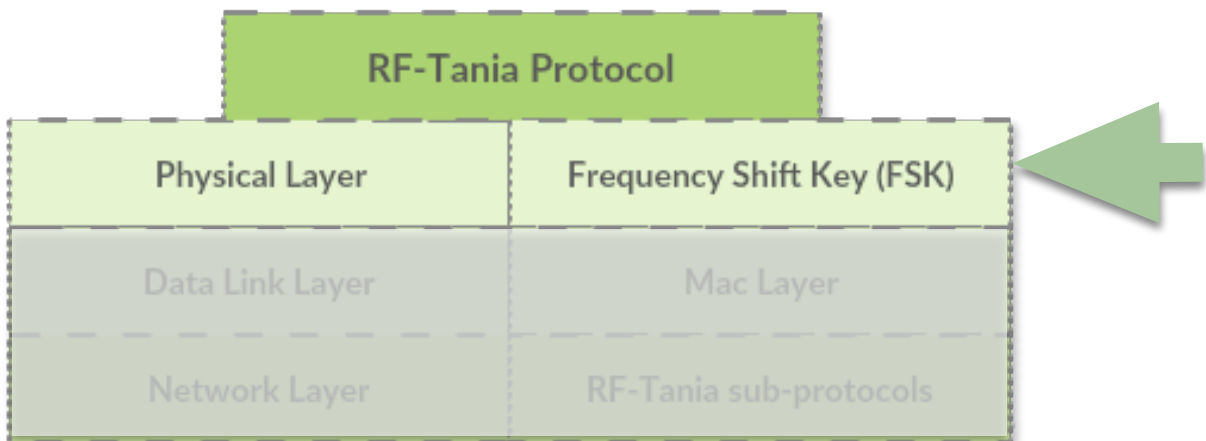 RF-Tania Protocol
Physical Layer Frequency Shift Key (FSK)
Data Link Layer Mac Layer
Network Layer RF-Tania sub-protocols